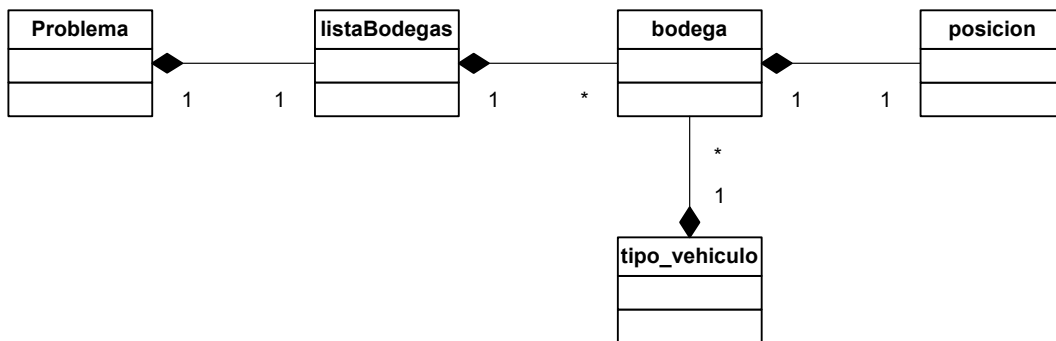 Problema
listaBodegas
bodega
posicion
1
1
1
*
1
1
*
1
tipo_vehiculo